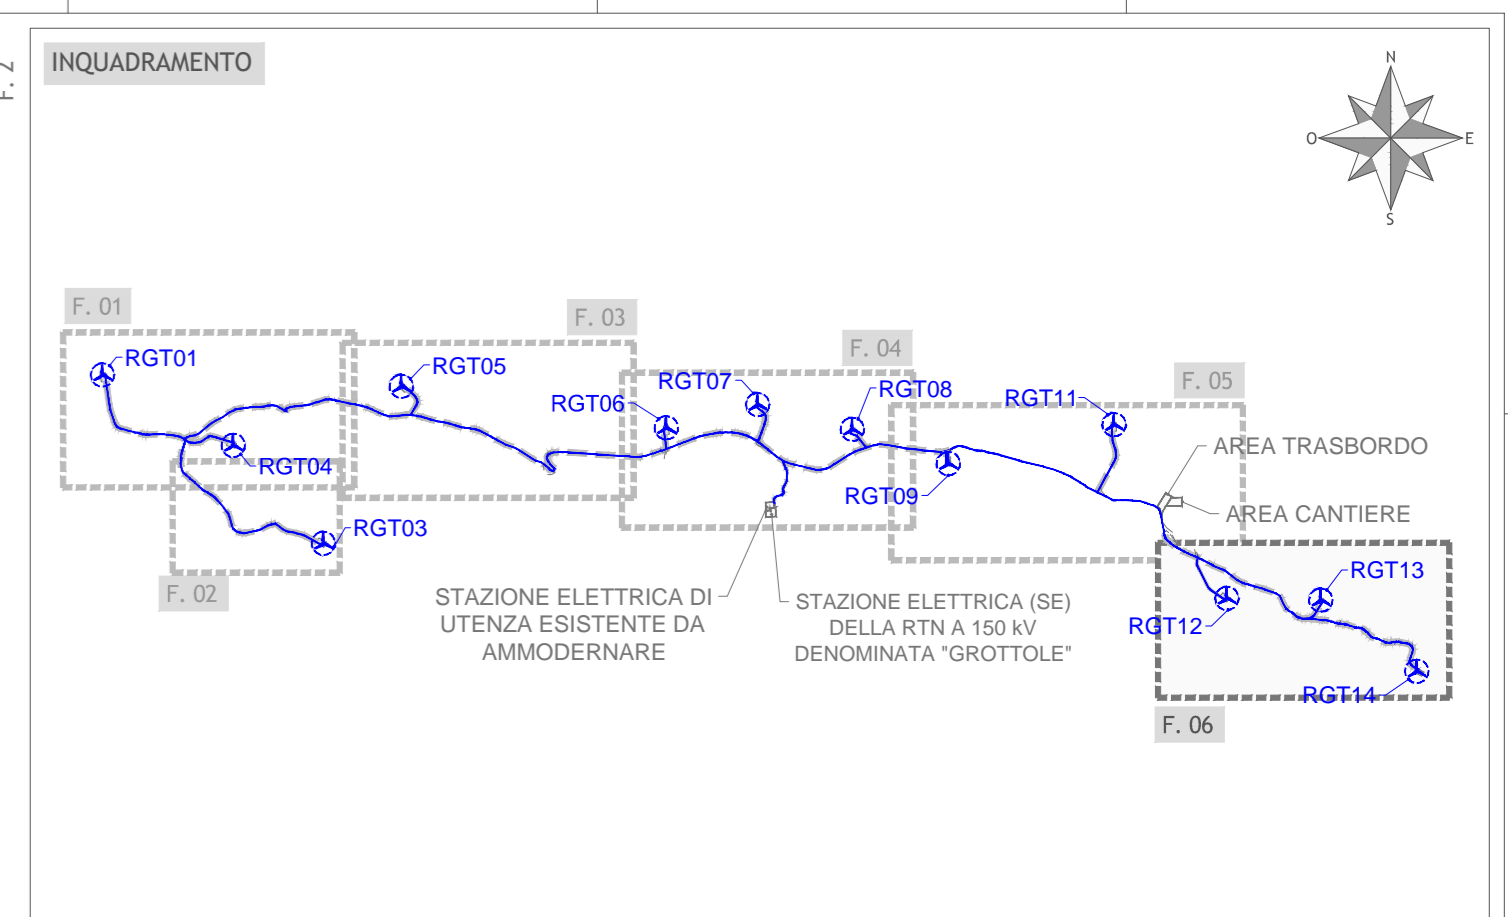 F. 2
INQUADRAMENTO
N
O
E
S
F. 01
F. 03
F. 04
F. 05
RGT01
RGT05
RGT07
RGT08
RGT06
RGT11
RGT04
RGT09
AREA TRASBORDO
AREA CANTIERE
RGT03
F. 02
STAZIONE ELETTRICA DI
UTENZA ESISTENTE DA
AMMODERNARE
STAZIONE ELETTRICA (SE)
DELLA RTN A 150 kV
DENOMINATA "GROTTOLE"
RGT13
RGT12
RGT14
F. 06